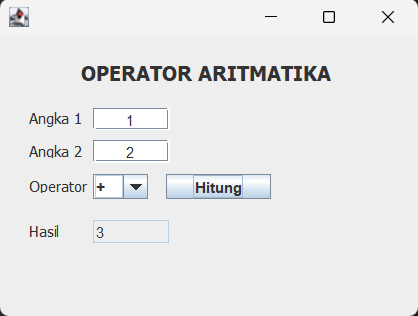 OPERATOR ARITMATIKA
Angka 1 1
Angka 2 2
Operator + Hitung
Hasil 3